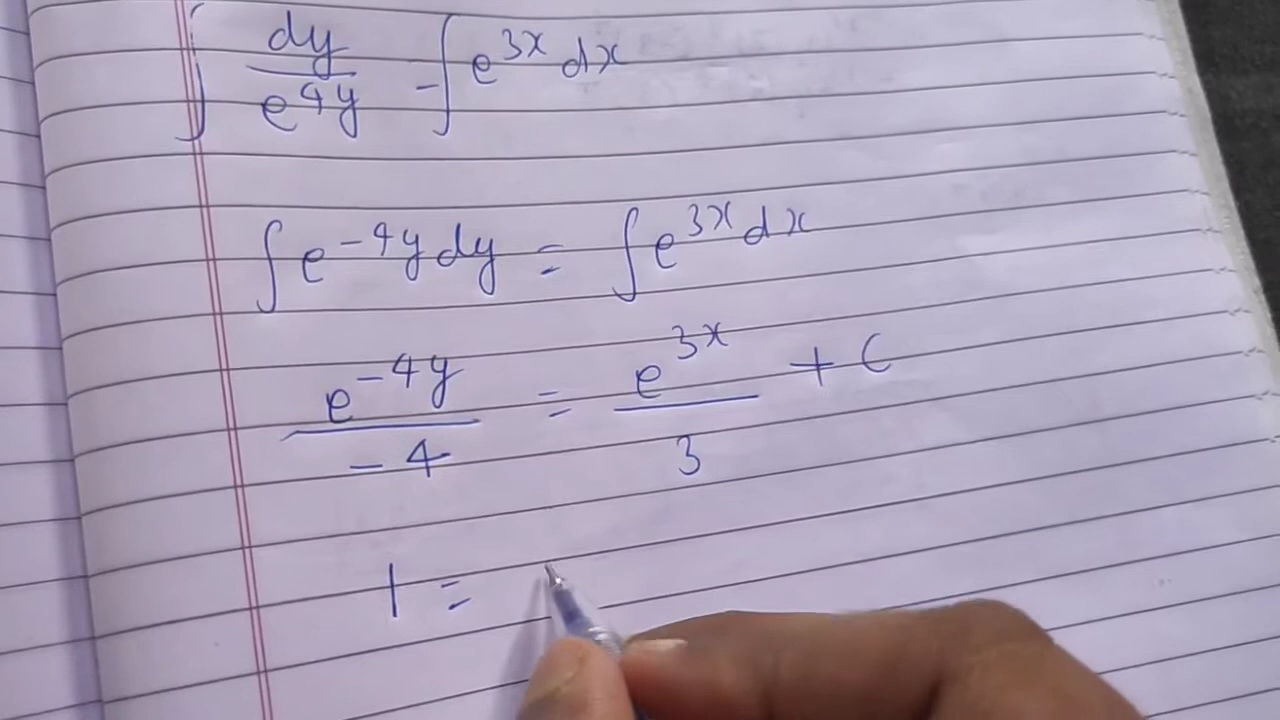 ∫ dy/e^4y - ∫ e^3x dx
∫ e^-4y dy = ∫ e^3x dx
e^-4y/-4 = e^3x/3 + C
1 =